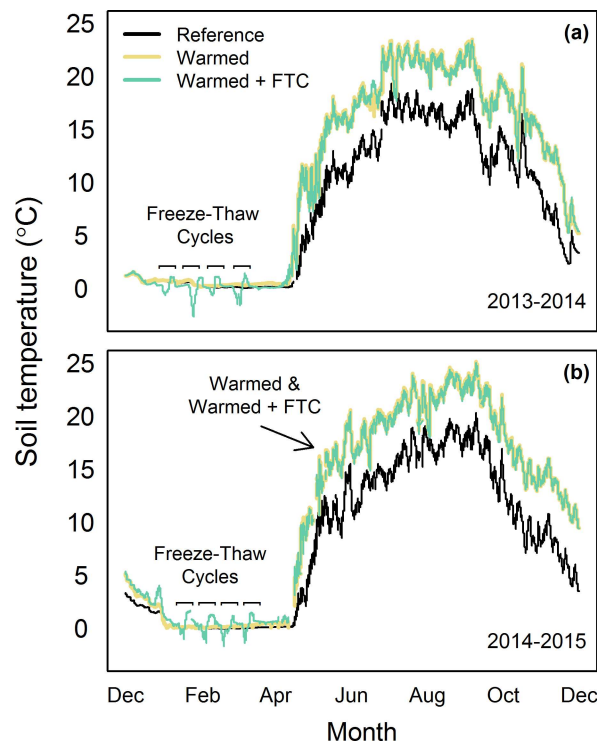 (a)
Reference
Warmed
Warmed + FTC
Freeze-Thaw
Cycles
25
20
15
10
5
0
2013-2014
Soil temperature (°C)
(b)
Warmed &
Warmed + FTC
Freeze-Thaw
Cycles
25
20
15
10
5
0
2014-2015
Dec Feb Apr Jun Aug Oct Dec
Month